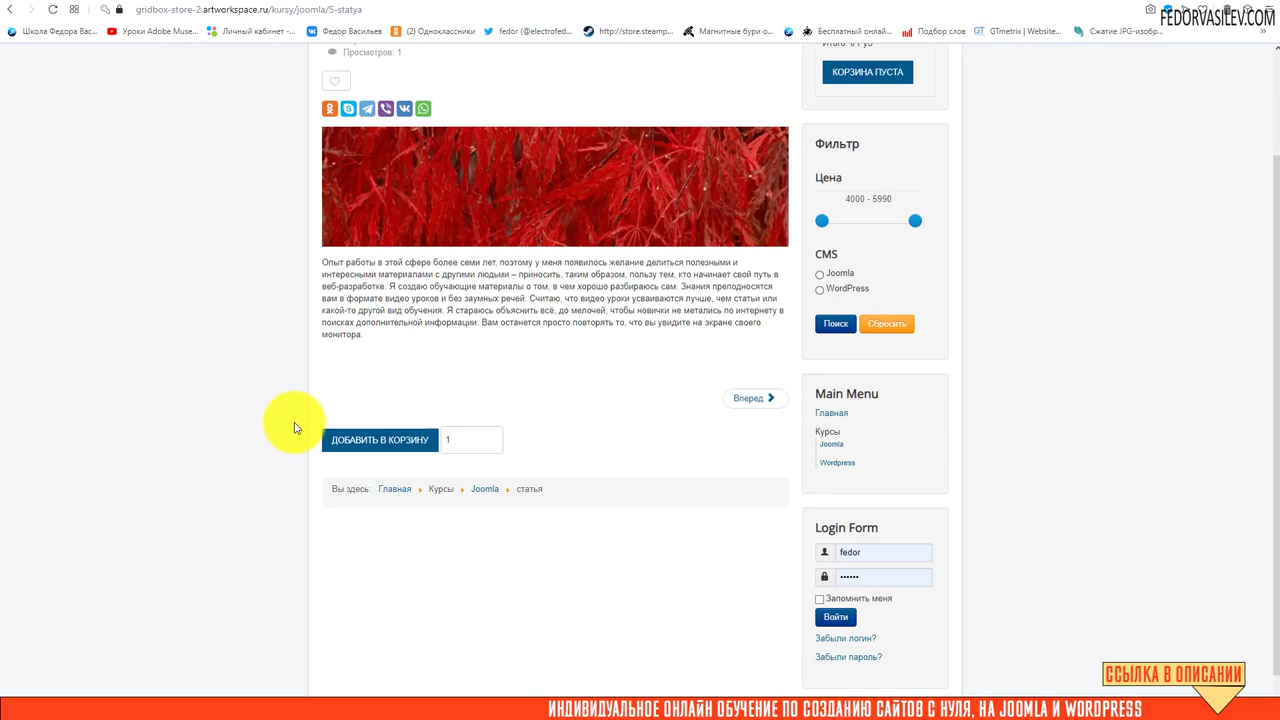 gridbox-store-2.artworkspace.ru/kursy/joomla/5-statya
FEDORVASILEV.COM
Школа Федора Вас...
Уроки Adobe Muse...
Личный кабинет -...
Федор Васильев
(2) Одноклассники
fedor (@electrofed...
http://store.steamp...
Магнитные бури о...
Бесплатный онлай...
Подбор слов
GTmetrix | Website...
Сжатие JPG-изобр...
»
Просмотров: 1
КОРЗИНА ПУСТА
Опыт работы в этой сфере более семи лет, поэтому у меня появилось желание делиться полезными и
интересными материалами с другими людьми – приносить, таким образом, пользу тем, кто начинает свой путь в
веб-разработке. Я создаю обучающие материалы о том, в чем хорошо разбираюсь сам. Знания преподносятся
вам в формате видео уроков и без заумных речей. Считаю, что видео уроки усваиваются лучше, чем статьи или
какой-то другой вид обучения. Я стараюсь объяснить всё, до мелочей, чтобы новички не метались по интернету в
поисках дополнительной информации. Вам останется просто повторять то, что вы увидите на экране своего
монитора.
Вперед
ДОБАВИТЬ В КОРЗИНУ
1
Вы здесь: Главная Курсы Joomla статья
Фильтр
Цена
4000 - 5990
CMS
Joomla
WordPress
Поиск
Сбросить
Main Menu
Главная
Курсы
Joomla
Wordpress
Login Form
fedor
••••••
Запомнить меня
Войти
Забыли логин?
Забыли пароль?
ССЫЛКА В ОПИСАНИИ
ИНДИВИДУАЛЬНОЕ ОНЛАЙН ОБУЧЕНИЕ ПО СОЗДАНИЮ САЙТОВ С НУЛЯ, НА JOOMLA И WORDPRESS